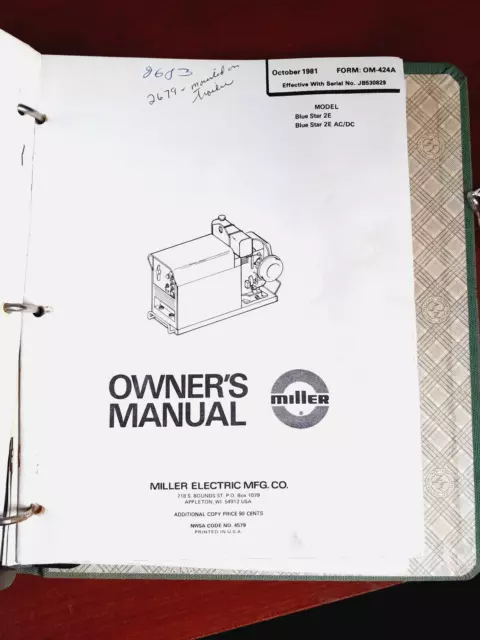 8683
2679 - mounted on
Trailer
October 1981 FORM: OM-424A
Effective With Serial No. JB530829
MODEL
Blue Star 2E
Blue Star 2E AC/DC
OWNER'S
MANUAL
miller
®
MILLER ELECTRIC MFG. CO.
718 S. BOUNDS ST. P.O. Box 1079
APPLETON, WI 54912 USA
ADDITIONAL COPY PRICE 90 CENTS
NWSA CODE NO. 4579
PRINTED IN U.S.A.